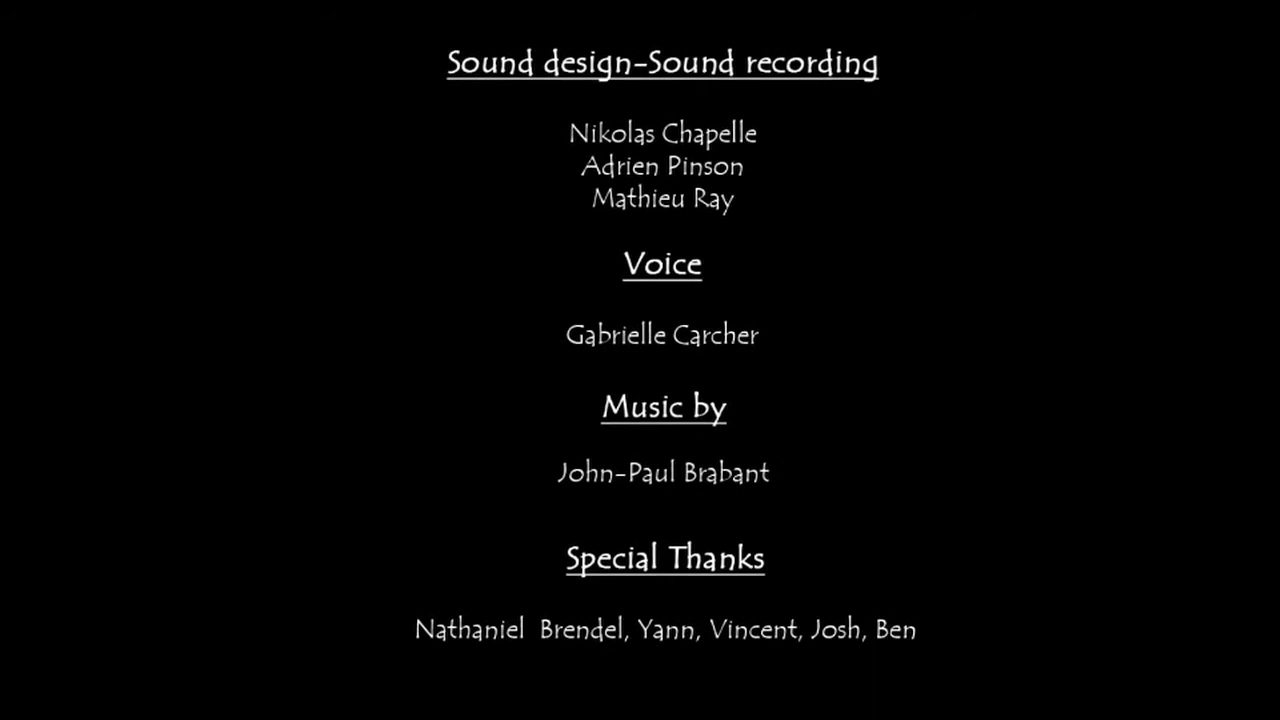 Sound design-Sound recording
Nikolas Chapelle
Adrien Pinson
Mathieu Ray
Voice
Gabrielle Carcher
Music by
John-Paul Brabant
Special Thanks
Nathaniel  Brendel, Yann, Vincent, Josh, Ben